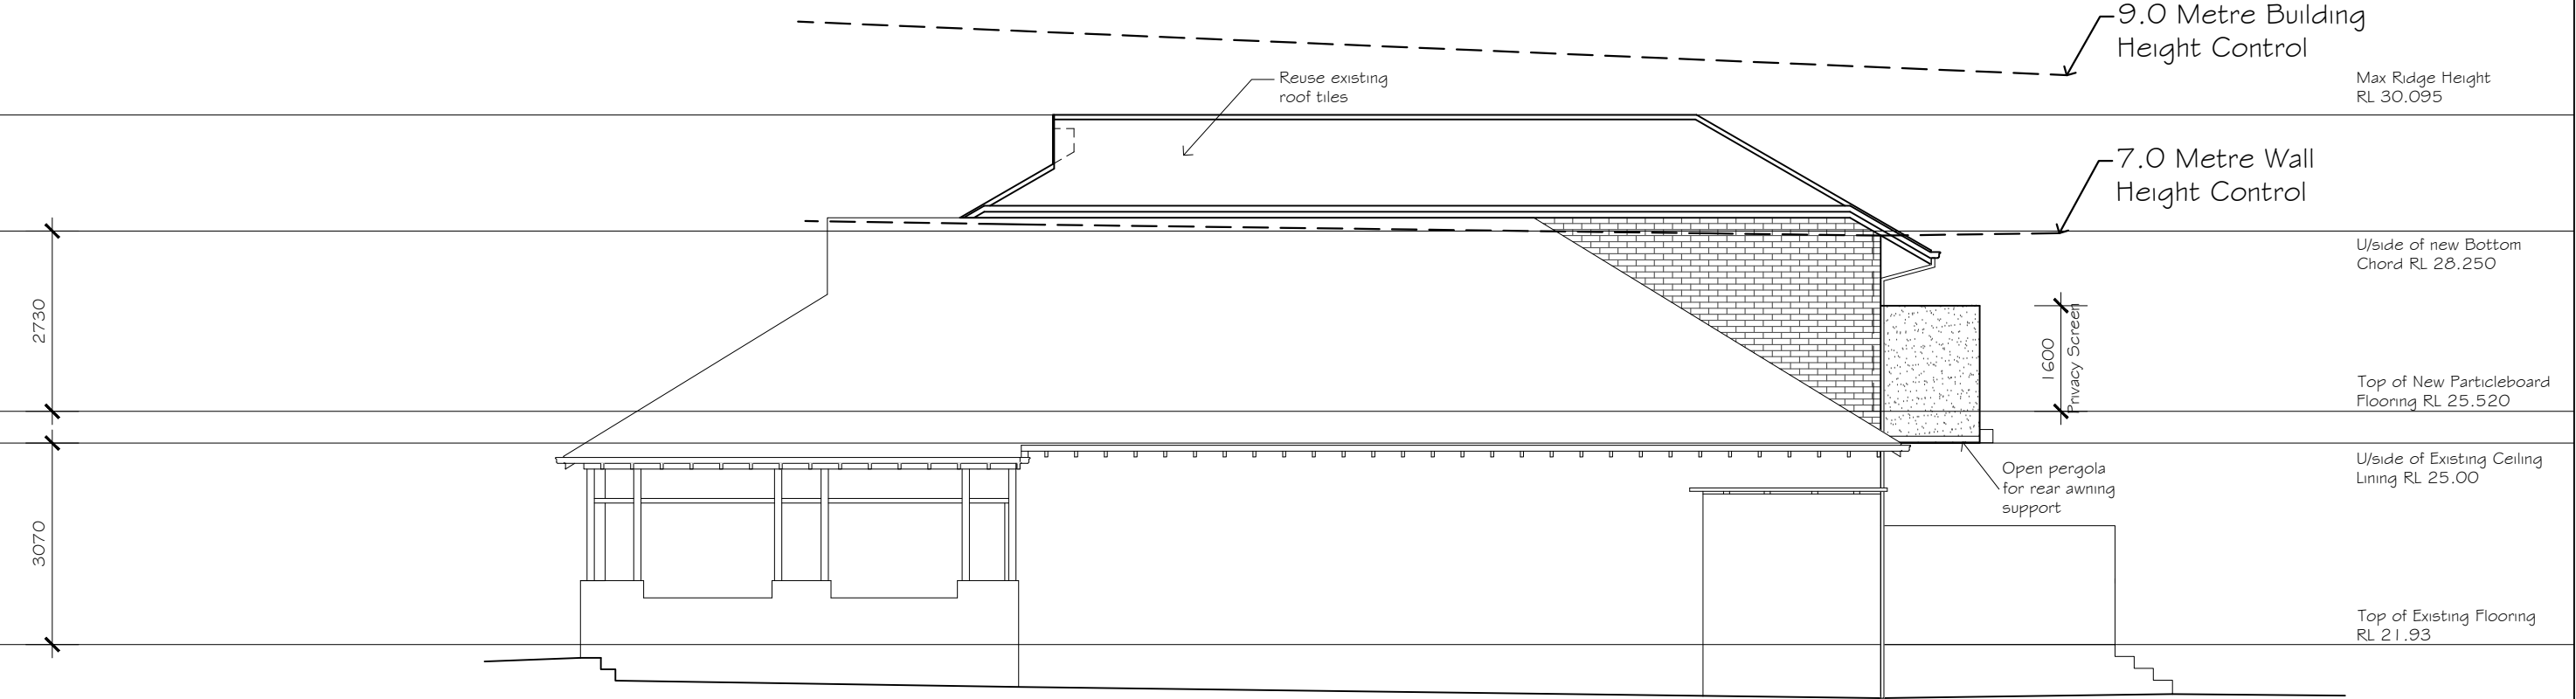 9.0 Metre Building
Height Control
Reuse existing
roof tiles
Max Ridge Height
RL 30.095
7.0 Metre Wall
Height Control
U/side of new Bottom
Chord RL 28.250
2730
1600
Privacy Screen
Top of New Particleboard
Flooring RL 25.520
U/side of Existing Ceiling
Lining RL 25.00
Open pergola
for rear awning
support
3070
Top of Existing Flooring
RL 21.93